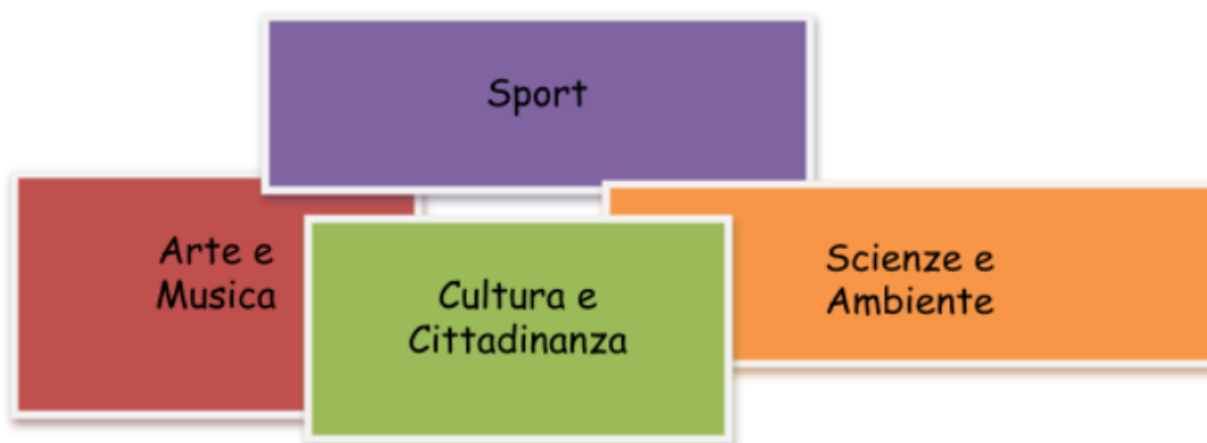 Sport
Arte e
Musica
Cultura e
Cittadinanza
Scienze e
Ambiente